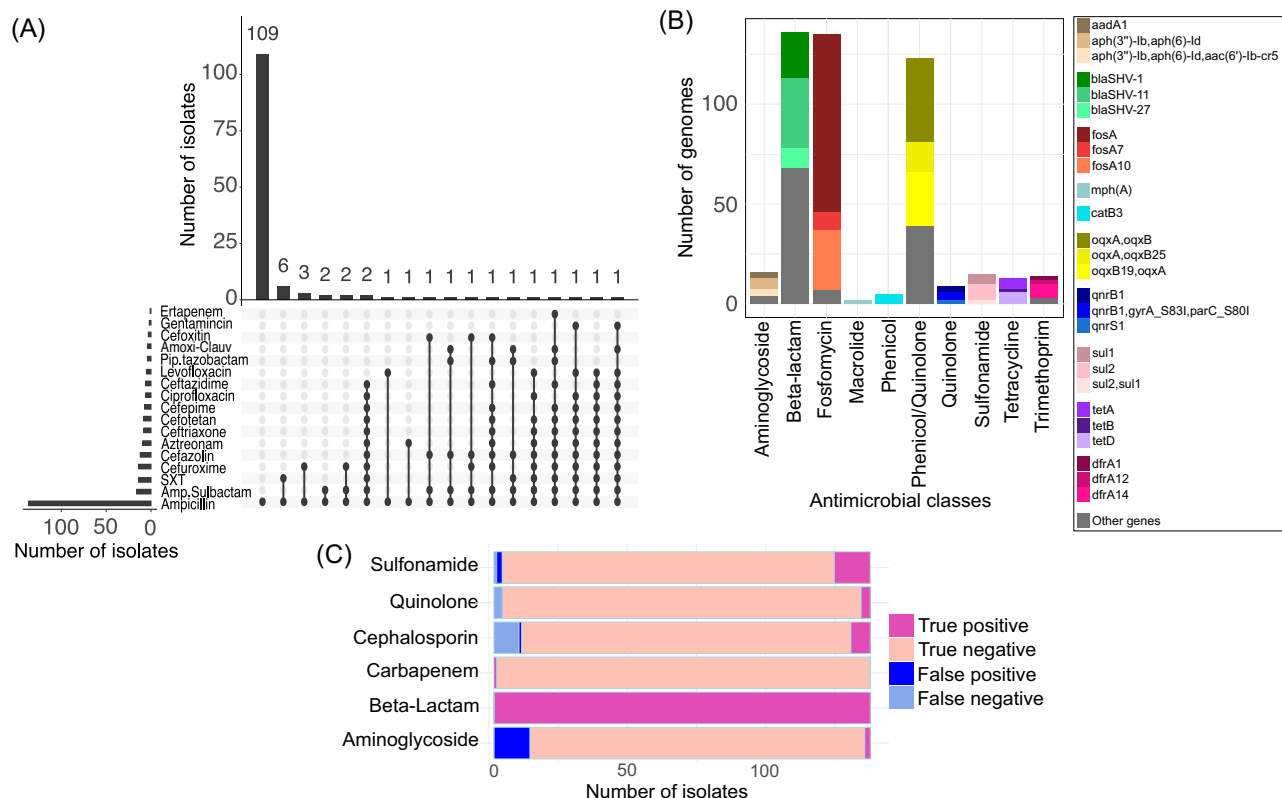 (A)
109
6 3 2 2 2 1 1 1 1 1 1 1 1 1 1 1 1
100
75
50
25
0
Number of isolates
Ertapenem
Gentamincin
Cefoxitin
Amoxi-Clauv
Pip.tazobactam
Levofloxacin
Ceftazidime
Ciprofloxacin
Cefepime
Cefotetan
Ceftriaxone
Aztreonam
Cefazolin
Cefuroxime
SXT
Amp.Sulbactam
Ampicillin
100 50 0
Number of isolates
(B)
100
50
0
Number of genomes
Aminoglycoside
Beta-lactam
Fosfomycin
Macrolide
Phenicol
Phenicol/Quinolone
Quinolone
Sulfonamide
Tetracycline
Trimethoprim
Antimicrobial classes
aadA1
aph(3")-Ib,aph(6)-Id
aph(3")-Ib,aph(6)-Id,aac(6')-Ib-cr5
blaSHV-1
blaSHV-11
blaSHV-27
fosA
fosA7
fosA10
mph(A)
catB3
oqxA,oqxB
oqxA,oqxB25
oqxB19,oqxA
qnrB1
qnrB1,gyrA_S83I,parC_S80I
qnrS1
sul1
sul2
sul2,sul1
tetA
tetB
tetD
dfrA1
dfrA12
dfrA14
Other genes
(C)
Sulfonamide
Quinolone
Cephalosporin
Carbapenem
Beta-Lactam
Aminoglycoside
0 50 100
Number of isolates
True positive
True negative
False positive
False negative